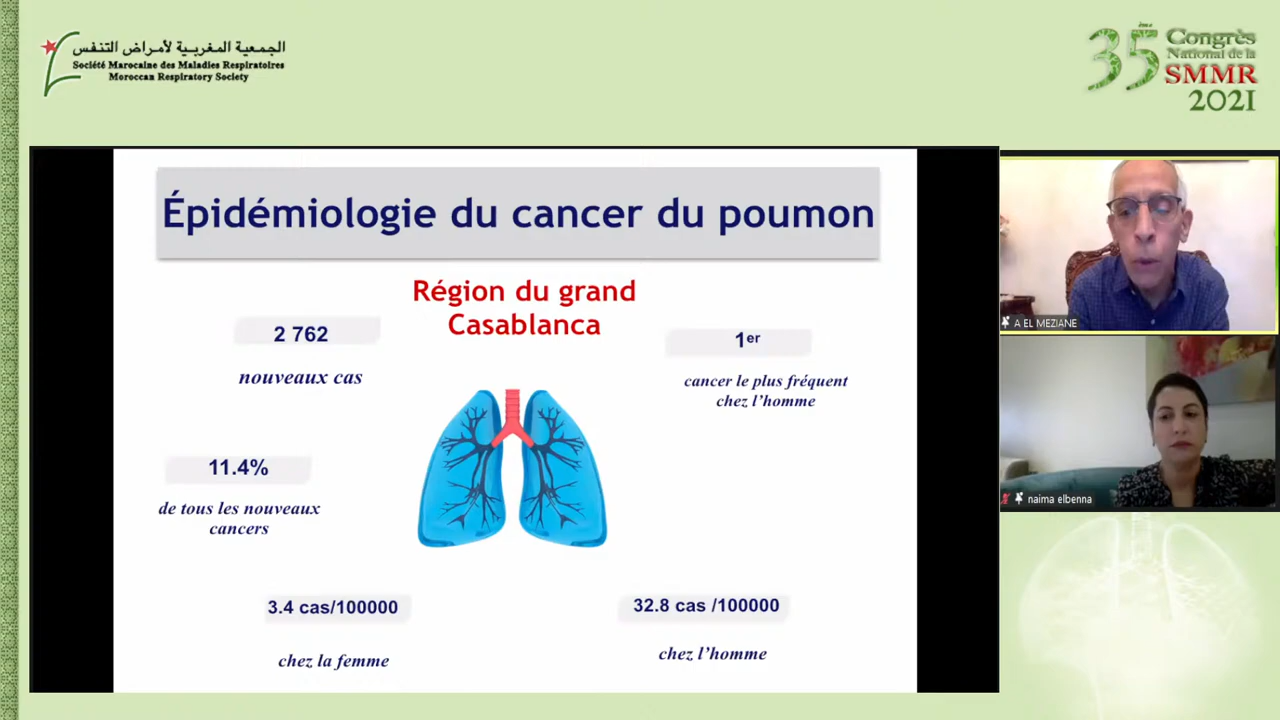 الجمعية المغربية لأمراض التنفس
Société Marocaine des Maladies Respiratoires
Moroccan Respiratory Society
35
Congrès
National de la
SMMR
2021
Épidémiologie du cancer du poumon
Région du grand
Casablanca
2 762
nouveaux cas
1er
cancer le plus fréquent
chez l’homme
11.4%
de tous les nouveaux
cancers
3.4 cas/100000
chez la femme
32.8 cas /100000
chez l’homme
A EL MEZIANE
naima elbenna